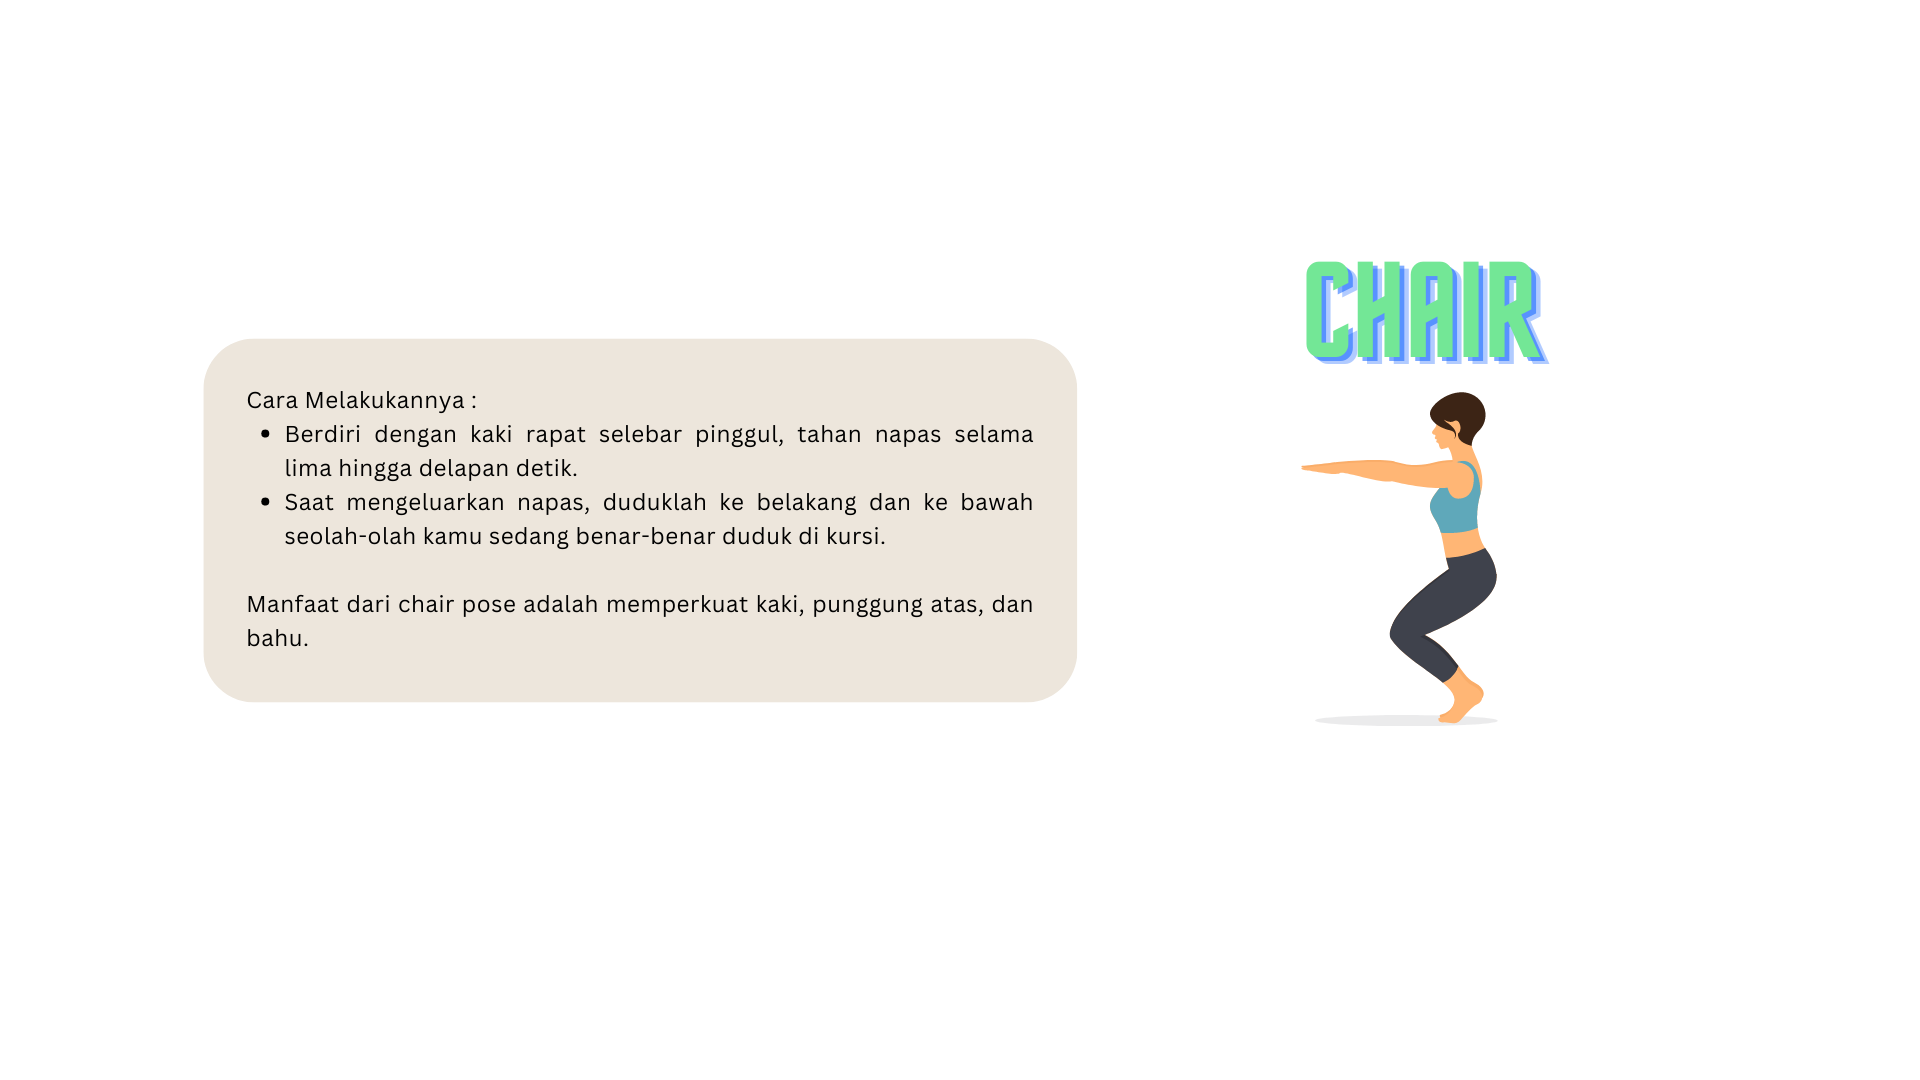 Cara Melakukannya :
• Berdiri dengan kaki rapat selebar pinggul, tahan napas selama
lima hingga delapan detik.
• Saat mengeluarkan napas, duduklah ke belakang dan ke bawah
seolah-olah kamu sedang benar-benar duduk di kursi.
Manfaat dari chair pose adalah memperkuat kaki, punggung atas, dan
bahu.
CHAIR